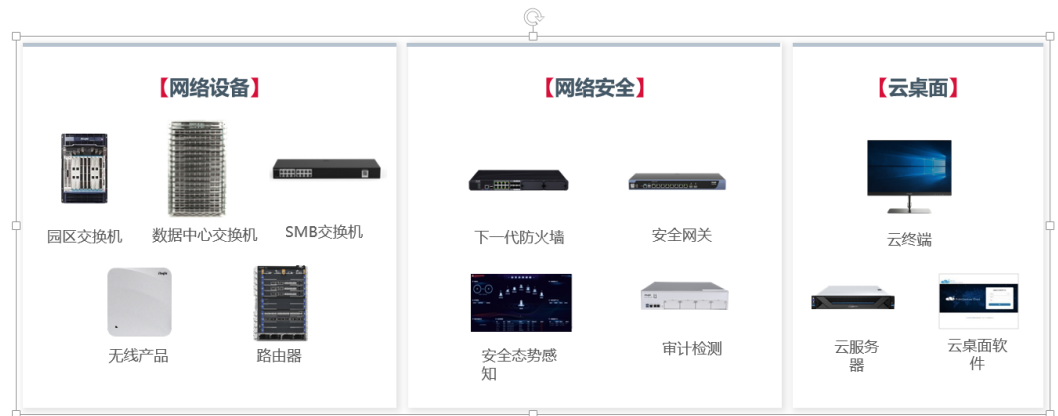 【网络设备】
园区交换机
数据中心交换机
SMB交换机
无线产品
路由器
【网络安全】
下一代防火墙
安全网关
安全态势感
知
审计检测
【云桌面】
云终端
云服务
器
云桌面软
件